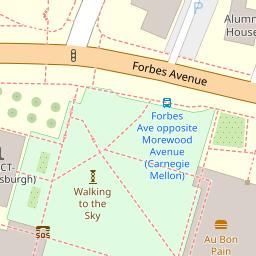 Alumn
House
Forbes Avenue
Forbes
Ave opposite
Morewood
Avenue
(Carnegie
Mellon)
CT-
sburgh)
Walking
to the
Sky
SOS
Au Bon
Pain